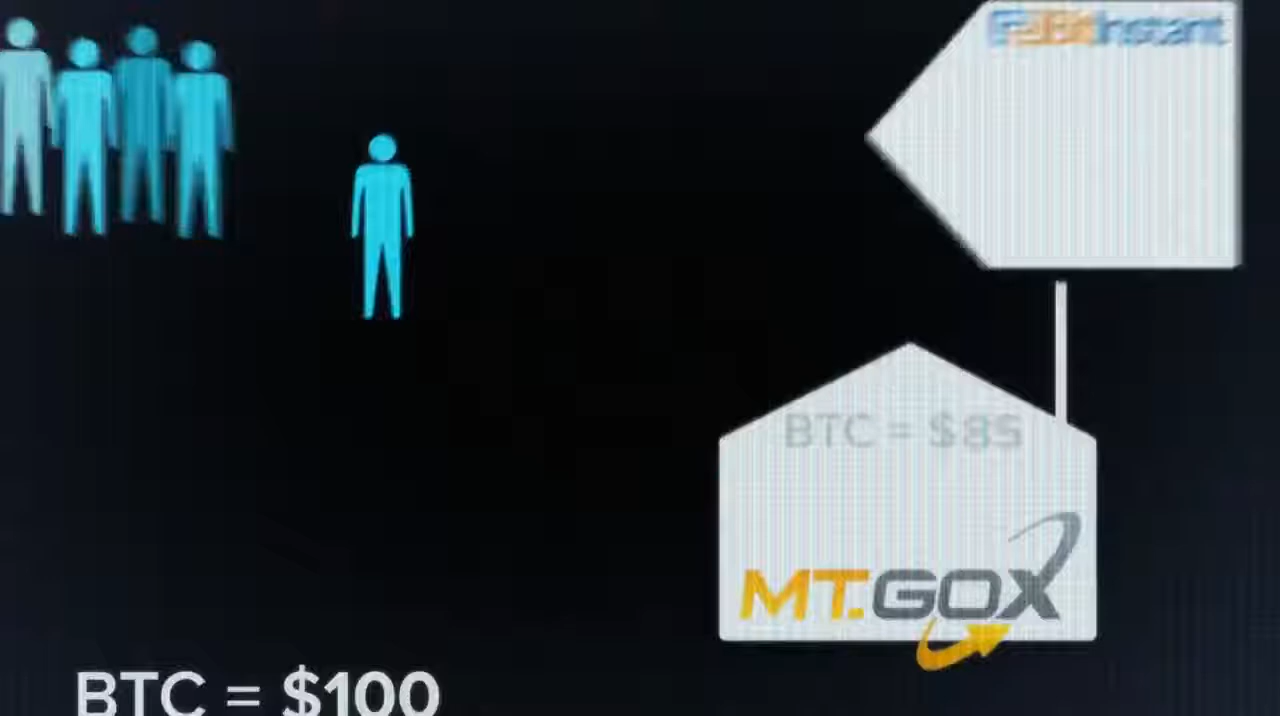 BitInstant
BTC = $85
MT.GOX
BTC = $100